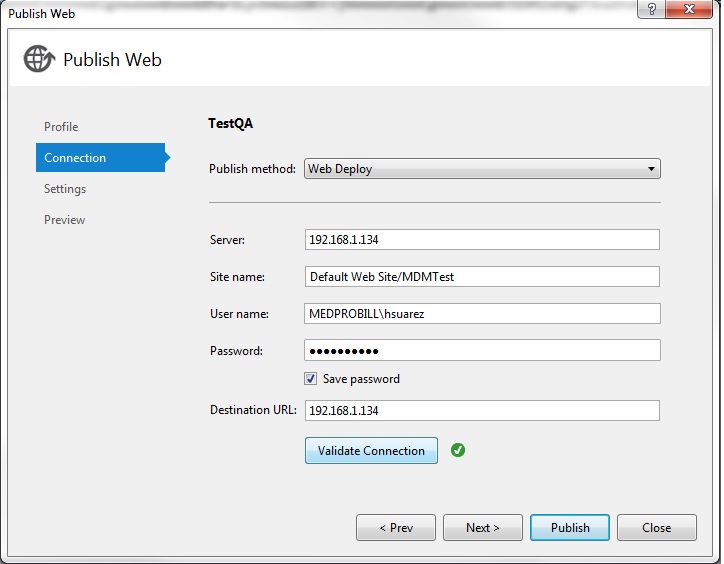 Publish Web
?
Publish Web
Profile
Connection
Settings
Preview
TestQA
Publish method: Web Deploy
Server: 192.168.1.134
Site name: Default Web Site/MDMTest
User name: MEDPROBILL\hsuarez
Password: ●●●●●●●●●●
Save password
Destination URL: 192.168.1.134
Validate Connection
< Prev Next > Publish Close